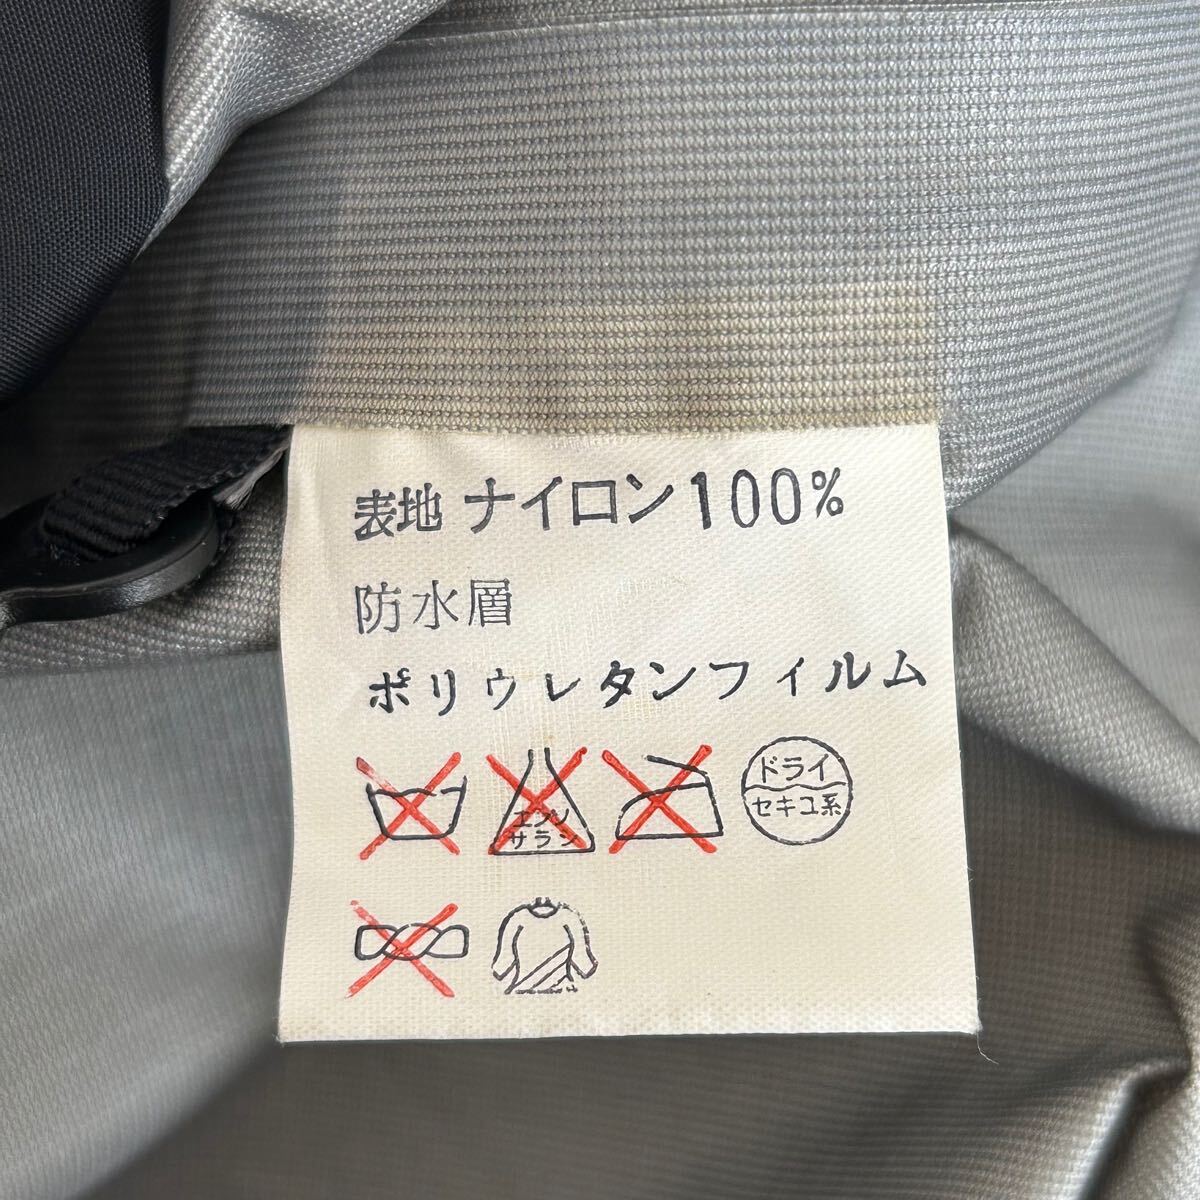 表地 ナイロン100%
防水層
ポリウレタンフィルム
エンソ
サラシ
ドライ
セキユ系